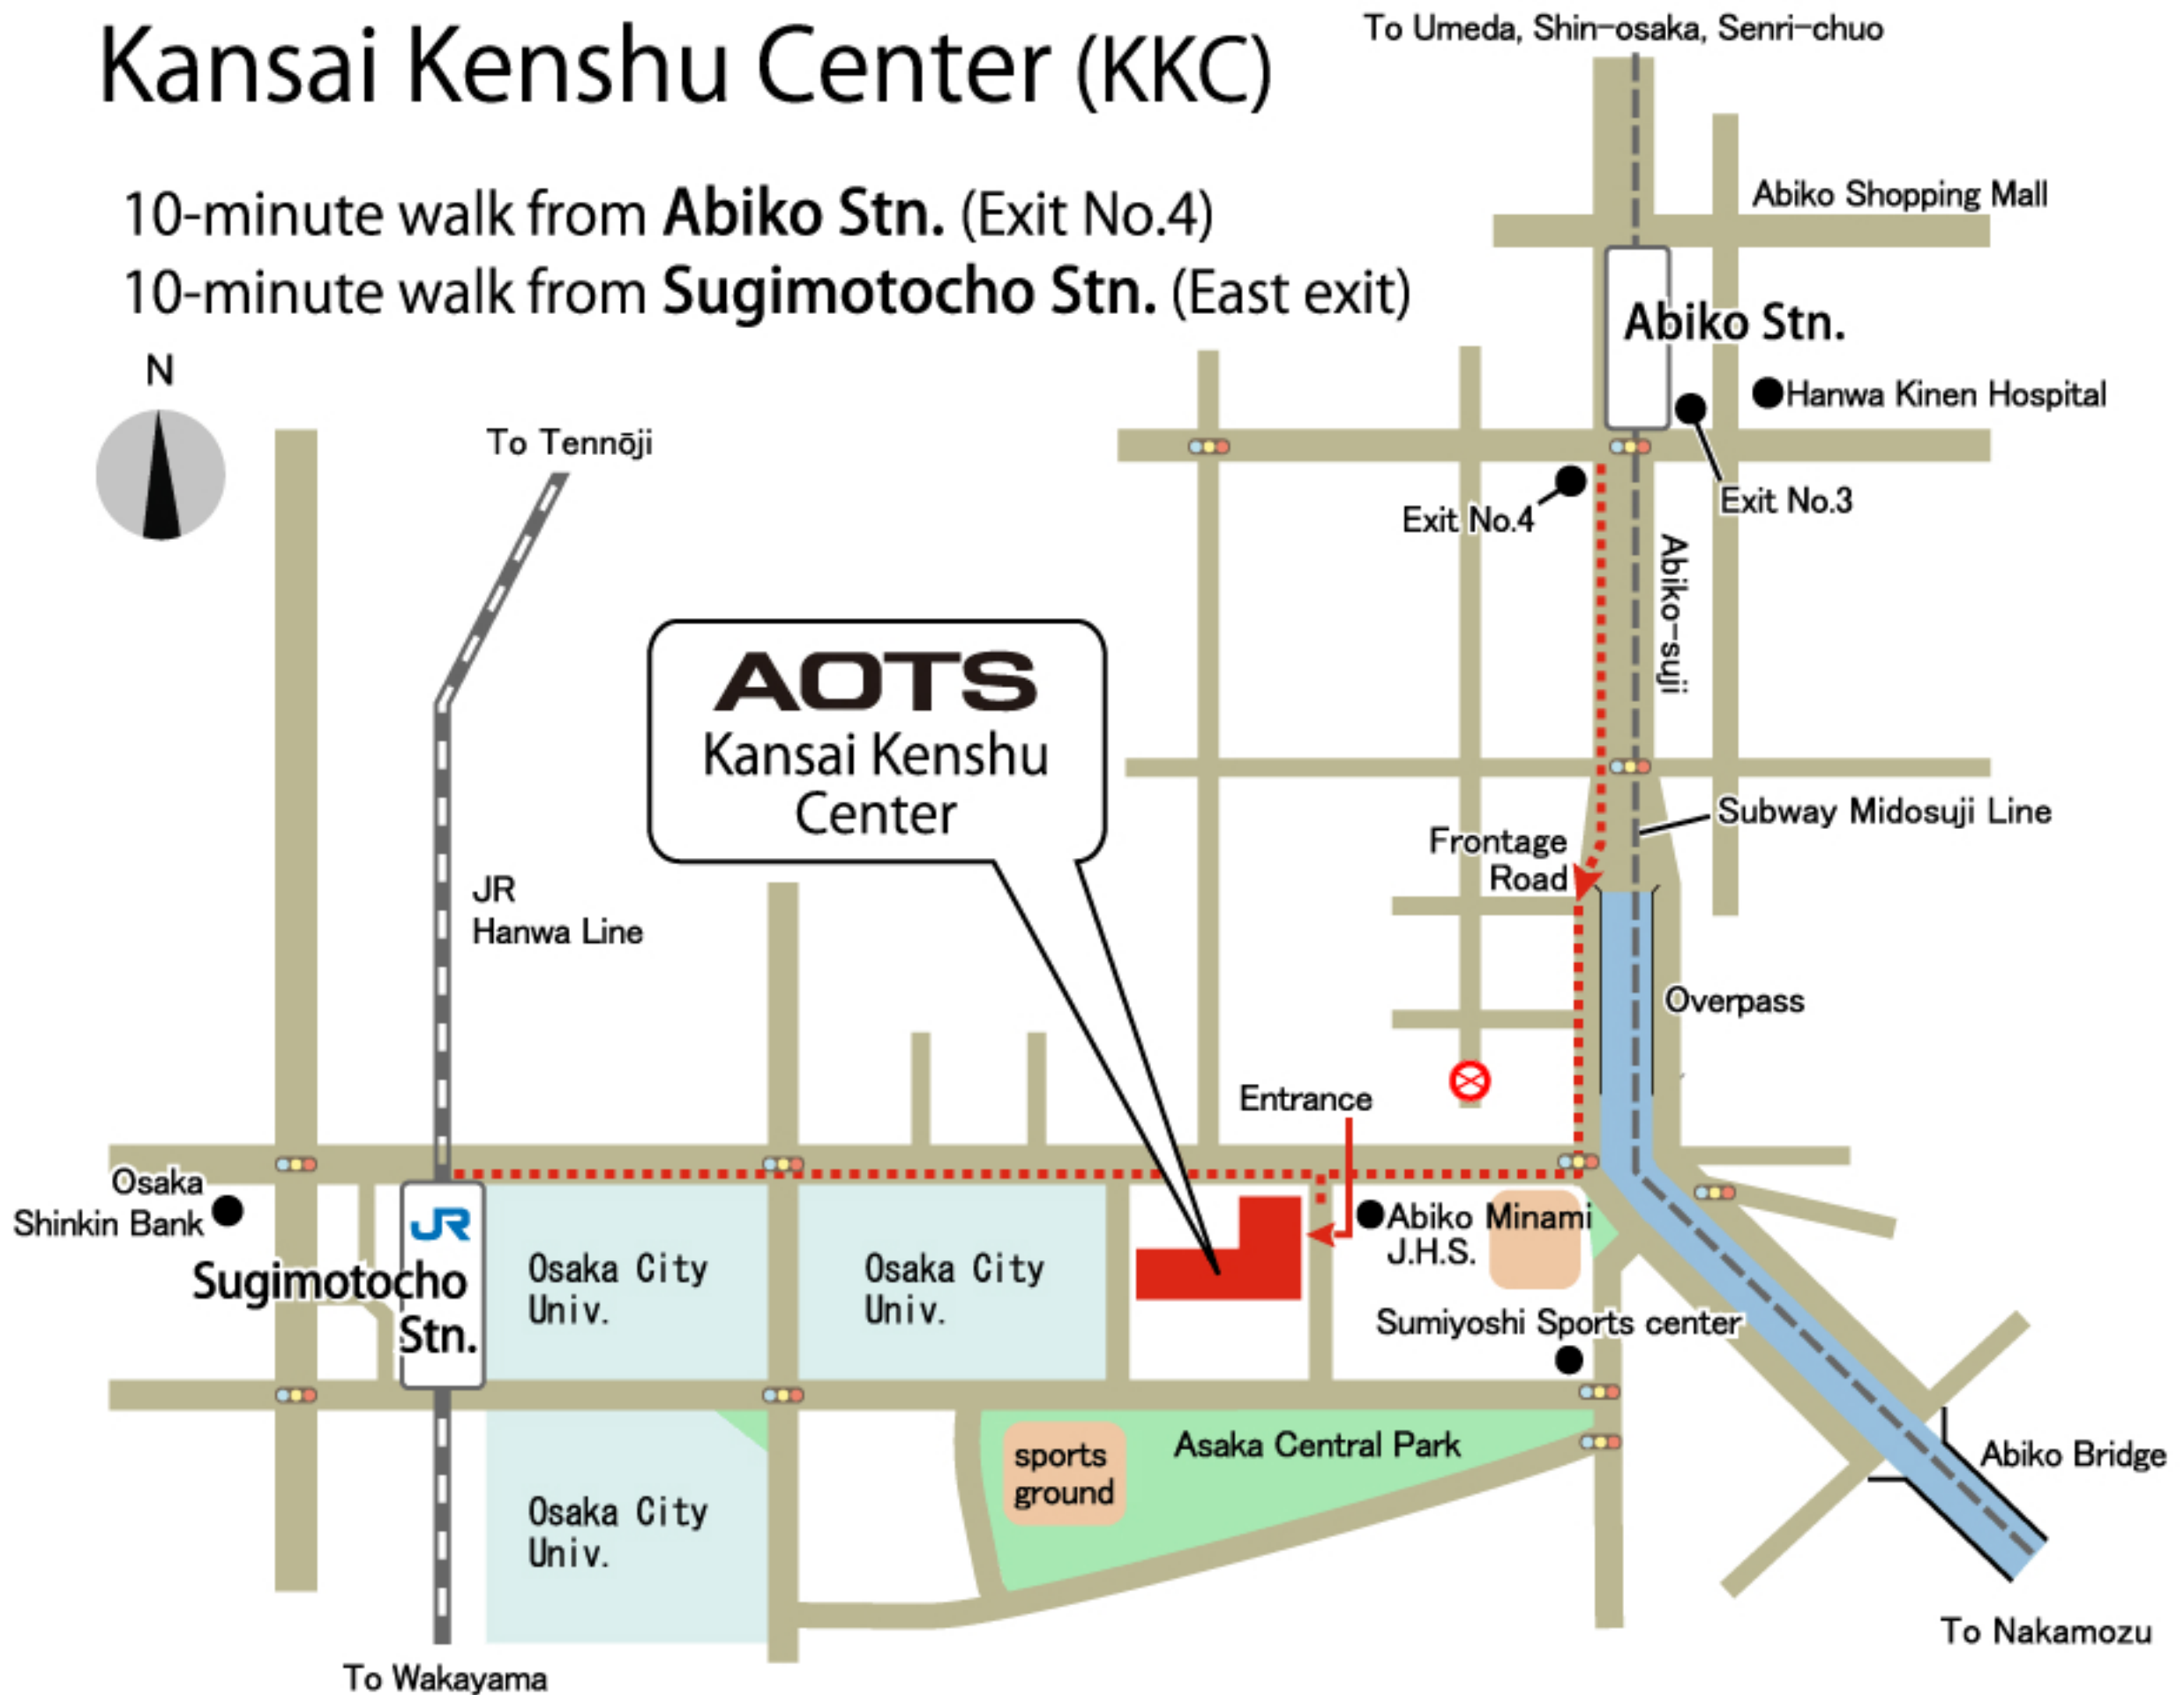 Kansai Kenshu Center (KKC)
To Umeda, Shin-osaka, Senri-chuo
10-minute walk from Abiko Stn. (Exit No.4)
10-minute walk from Sugimotocho Stn. (East exit)
Abiko Shopping Mall
Abiko Stn.
N
Hanwa Kinen Hospital
To Tennōji
Exit No.3
Exit No.4
Abiko-suji
AOTS
Kansai Kenshu
Center
Subway Midosuji Line
Frontage
Road
JR
Hanwa Line
Overpass
Entrance
Osaka
Shinkin Bank
JR
Sugimotocho
Stn.
Osaka City
Univ.
Osaka City
Univ.
Abiko Minami
J.H.S.
Sumiyoshi Sports center
sports
ground
Asaka Central Park
Abiko Bridge
Osaka City
Univ.
To Nakamozu
To Wakayama